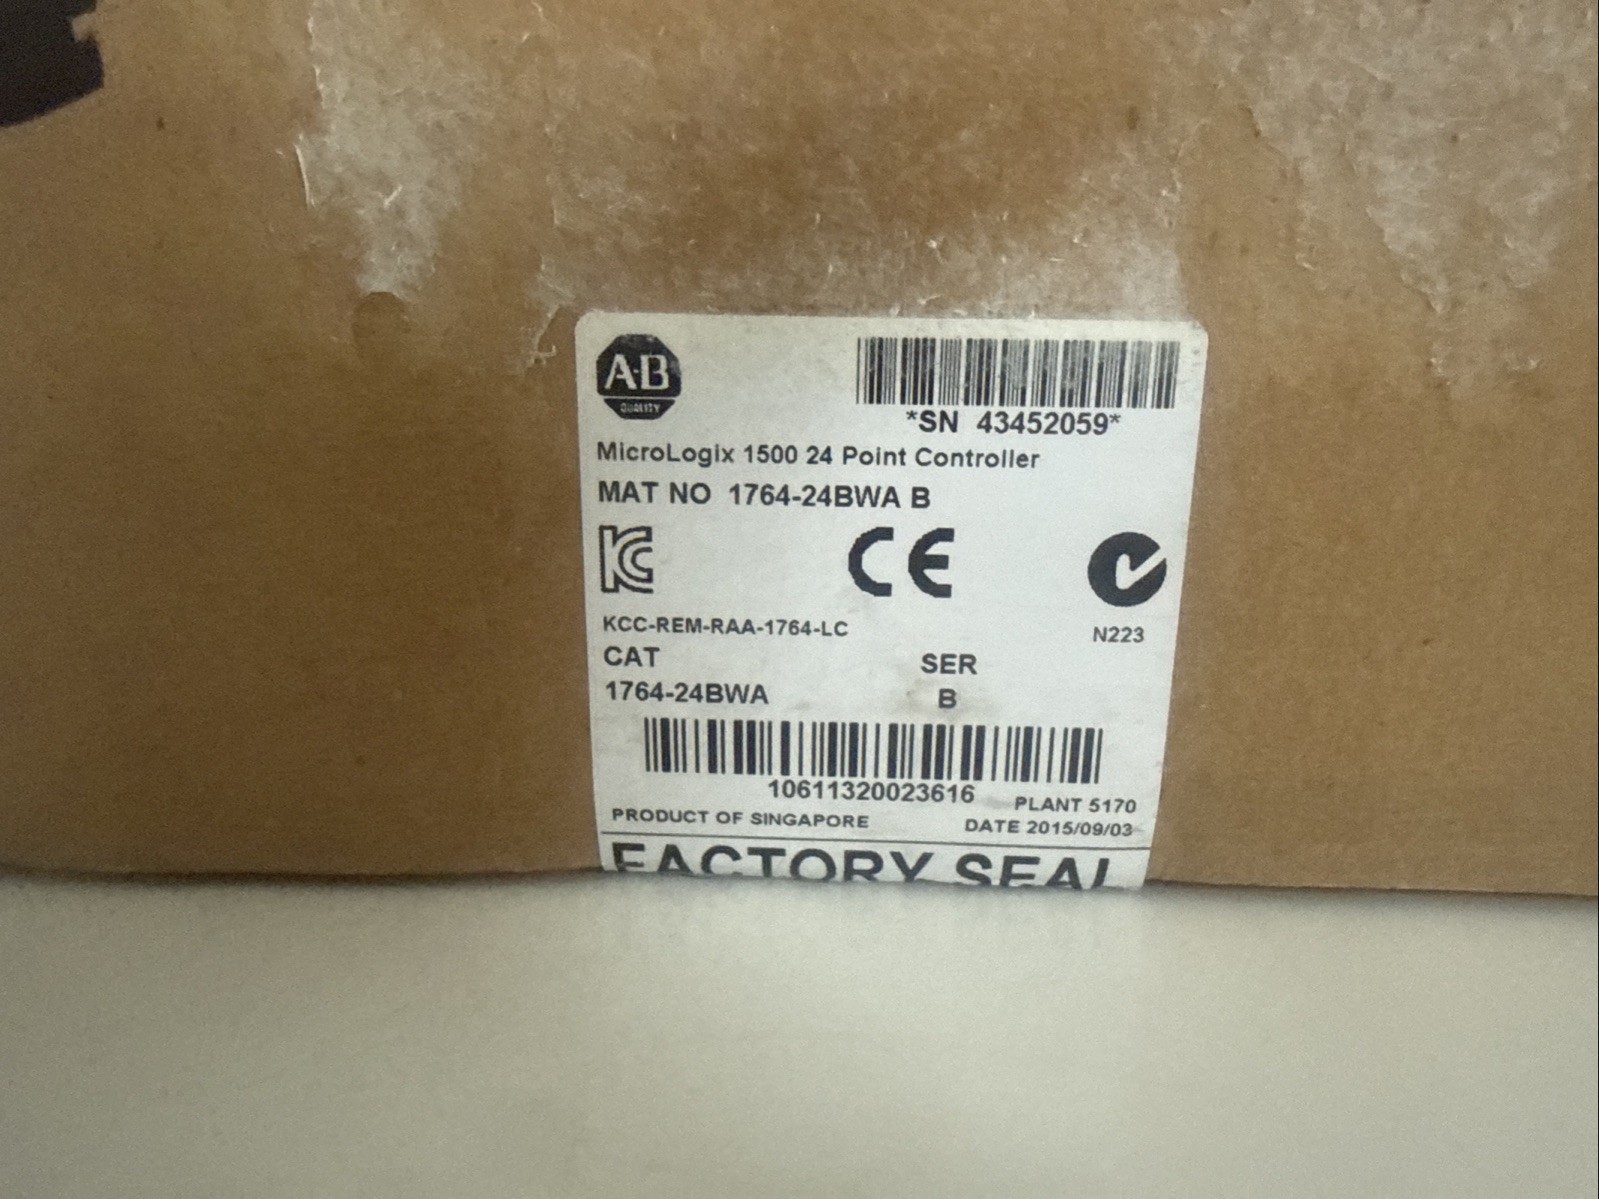 A-B
QUALITY
*SN 43452059*
MicroLogix 1500 24 Point Controller
MAT NO 1764-24BWA B
KC CE
KCC-REM-RAA-1764-LC N223
CAT SER
1764-24BWA B
10611320023616 PLANT 5170
PRODUCT OF SINGAPORE DATE 2015/09/03
FACTORY SEAL